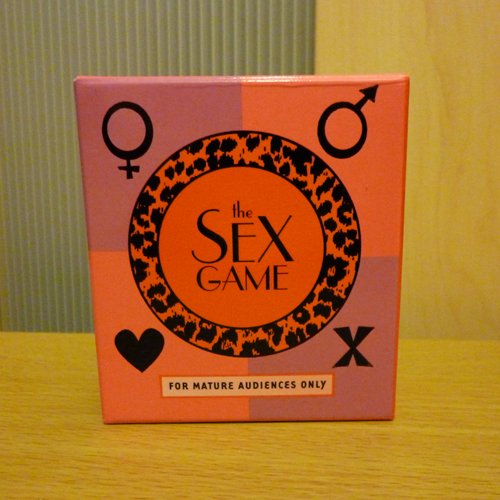 the
SEX
GAME
X
FOR MATURE AUDIENCES ONLY